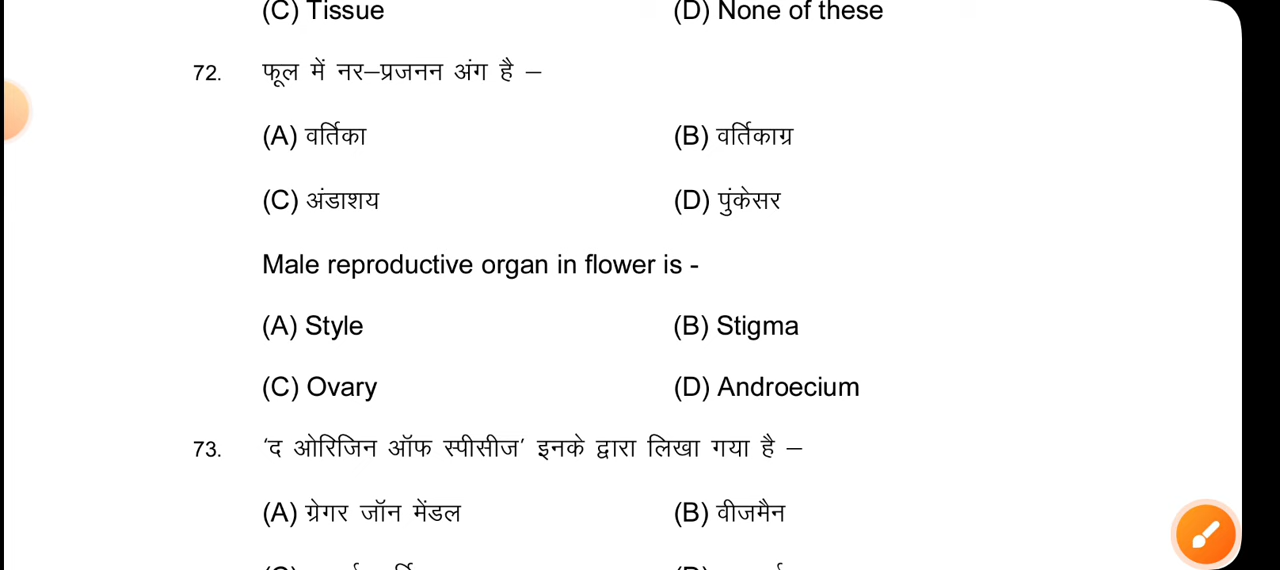 (C) Tissue (D) None of these
72. फूल में नर–प्रजनन अंग है –
(A) वर्तिका (B) वर्तिकाग्र
(C) अंडाशय (D) पुंकेसर
Male reproductive organ in flower is -
(A) Style (B) Stigma
(C) Ovary (D) Androecium
73. 'द ओरिजिन ऑफ स्पीसीज' इनके द्वारा लिखा गया है –
(A) ग्रेगर जॉन मेंडल (B) वीजमैन